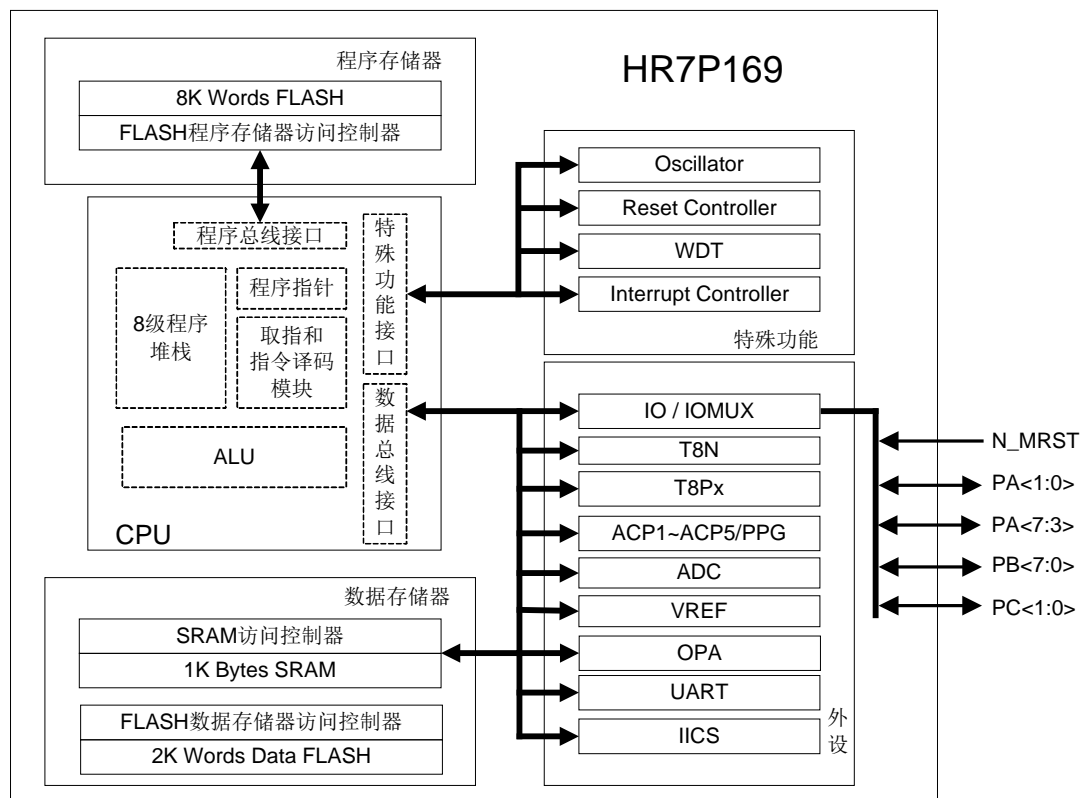 HR7P169
程序存储器
8K Words FLASH
FLASH程序存储器访问控制器
程序总线接口
8级程序
堆栈
程序指针
取指和
指令译码
模块
ALU
CPU
特殊功能接口
数据总线接口
数据存储器
SRAM访问控制器
1K Bytes SRAM
FLASH数据存储器访问控制器
2K Words Data FLASH
Oscillator
Reset Controller
WDT
Interrupt Controller
特殊功能
IO / IOMUX
T8N
T8Px
ACP1~ACP5/PPG
ADC
VREF
OPA
UART
IICS
外设
N_MRST
PA<1:0>
PA<7:3>
PB<7:0>
PC<1:0>